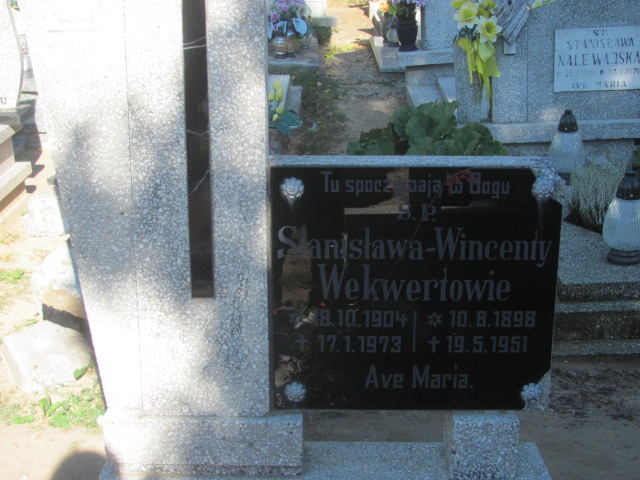 Tu spoczywają w Bogu
Ś.P.
Stanisława-Wincenty
Wekwertowie
* 8.10.1904 | * 10.8.1898
+ 17.1.1973 | + 19.5.1951
Ave Maria.
Ś.P.
STANISŁAWA
NALEWAJSKA
AVE MARIA